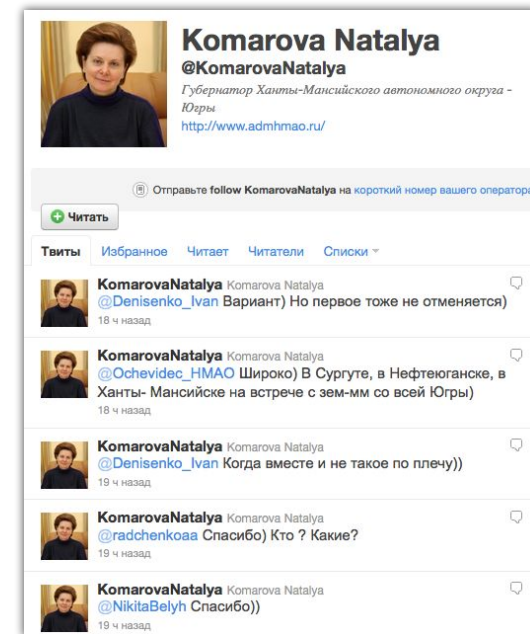 Komarova Natalya
@KomarovaNatalya
Губернатор Ханты-Мансийского автономного округа -
Югры
http://www.admhmao.ru/
Отправьте follow KomarovaNatalya на короткий номер вашего оператора
Читать
Твиты Избранное Читает Читатели Списки
KomarovaNatalya Komarova Natalya
@Denisenko_Ivan Вариант) Но первое тоже не отменяется)
18 ч назад
KomarovaNatalya Komarova Natalya
@Ochevidec_HMAO Широко) В Сургуте, в Нефтеюганске, в
Ханты- Мансийске на встрече с зем-мм со всей Югры)
18 ч назад
KomarovaNatalya Komarova Natalya
@Denisenko_Ivan Когда вместе и не такое по плечу))
19 ч назад
KomarovaNatalya Komarova Natalya
@radchenkoaa Спасибо) Кто ? Какие?
19 ч назад
KomarovaNatalya Komarova Natalya
@NikitaBelyh Спасибо))
19 ч назад